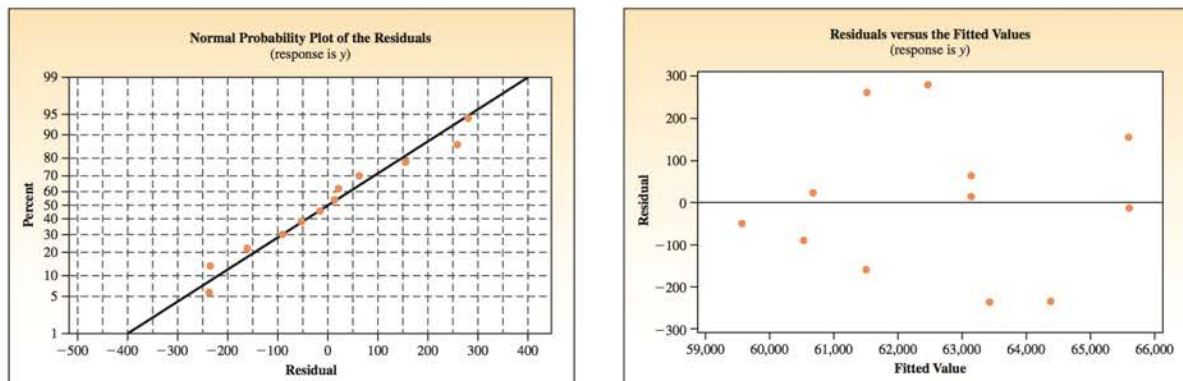 Normal Probability Plot of the Residuals
(response is y)
99
95
90
80
70
60
50
40
30
20
10
5
1
Percent
−500 −400 −300 −200 −100 0 100 200 300 400
Residual
Residuals versus the Fitted Values
(response is y)
300
200
100
0
−100
−200
−300
Residual
59,000 60,000 61,000 62,000 63,000 64,000 65,000 66,000
Fitted Value